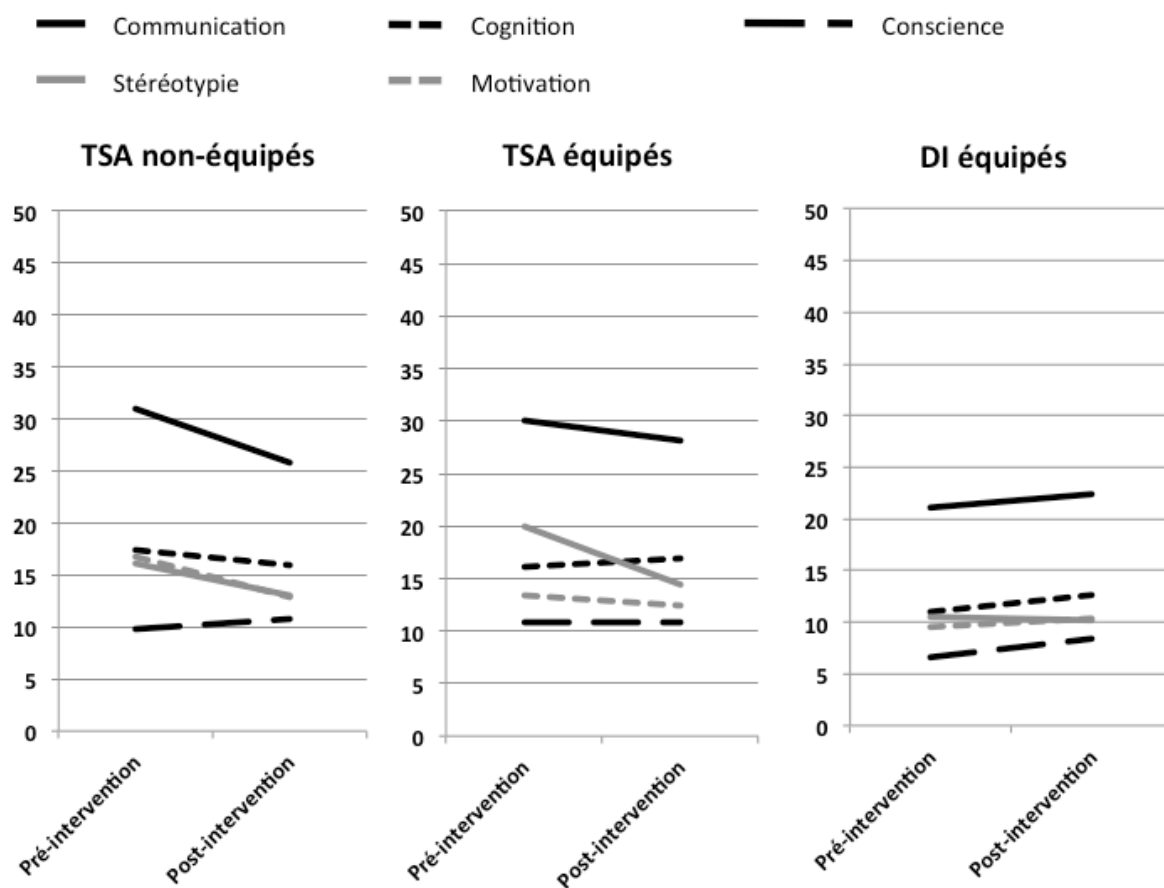 Communication
Cognition
Conscience
Stéréotypie
Motivation
TSA non-équipés
50
45
40
35
30
25
20
15
10
5
0
Pré-intervention
Post-intervention
TSA équipés
50
45
40
35
30
25
20
15
10
5
0
Pré-intervention
Post-intervention
DI équipés
50
45
40
35
30
25
20
15
10
5
0
Pré-intervention
Post-intervention